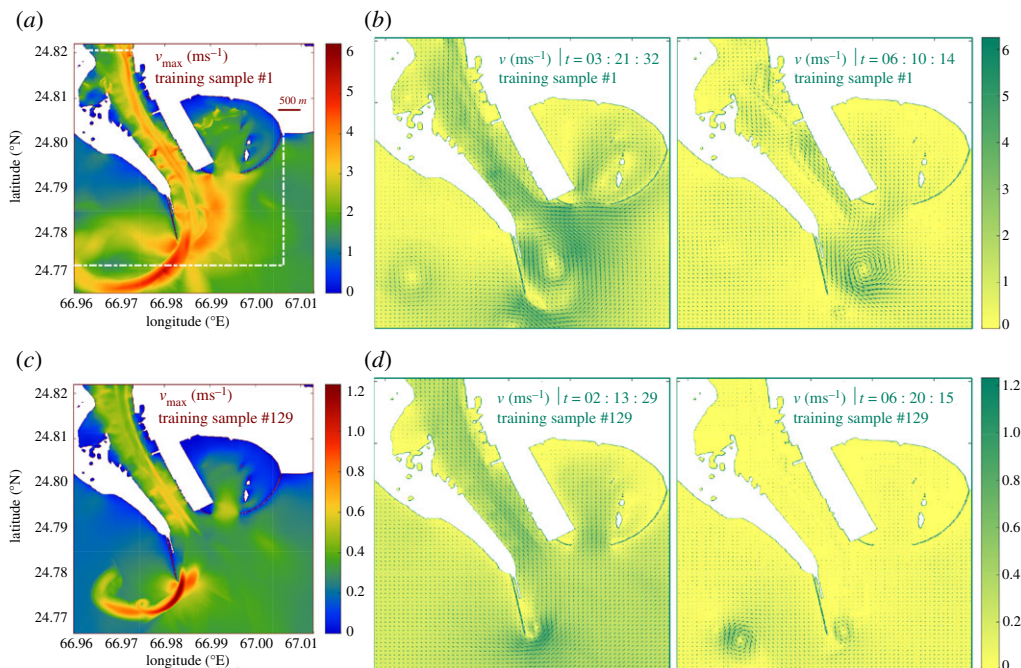 (a)
v_max (ms⁻¹)
training sample #1
500 m
24.82
24.81
24.80
24.79
24.78
24.77
latitude (°N)
66.96 66.97 66.98 66.99 67.00 67.01
longitude (°E)
6
5
4
3
2
1
0
(b)
v (ms⁻¹) | t = 03 : 21 : 32
training sample #1
v (ms⁻¹) | t = 06 : 10 : 14
training sample #1
6
5
4
3
2
1
0
(c)
v_max (ms⁻¹)
training sample #129
24.82
24.81
24.80
24.79
24.78
24.77
latitude (°N)
66.96 66.97 66.98 66.99 67.00 67.01
longitude (°E)
1.2
1.0
0.8
0.6
0.4
0.2
0
(d)
v (ms⁻¹) | t = 02 : 13 : 29
training sample #129
v (ms⁻¹) | t = 06 : 20 : 15
training sample #129
1.2
1.0
0.8
0.6
0.4
0.2
0